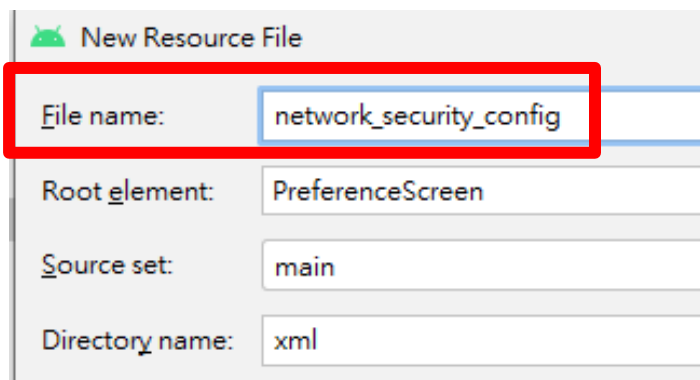 New Resource File
File name: network_security_config
Root element: PreferenceScreen
Source set: main
Directory name: xml